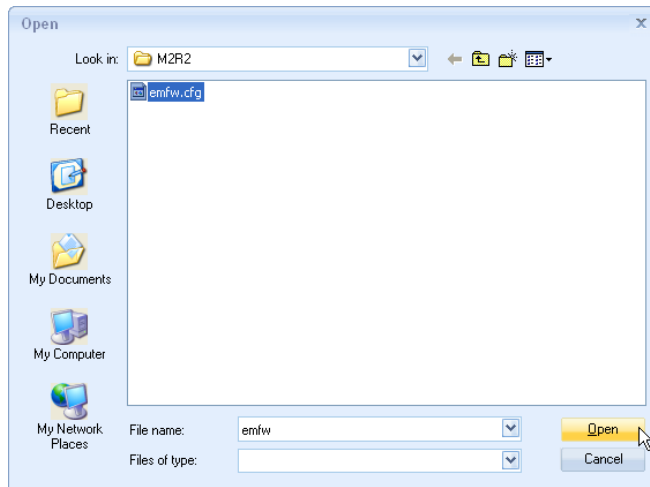 Open
Look in: M2R2
emfw.cfg
Recent
Desktop
My Documents
My Computer
My Network
Places
File name: emfw Open
Files of type: Cancel